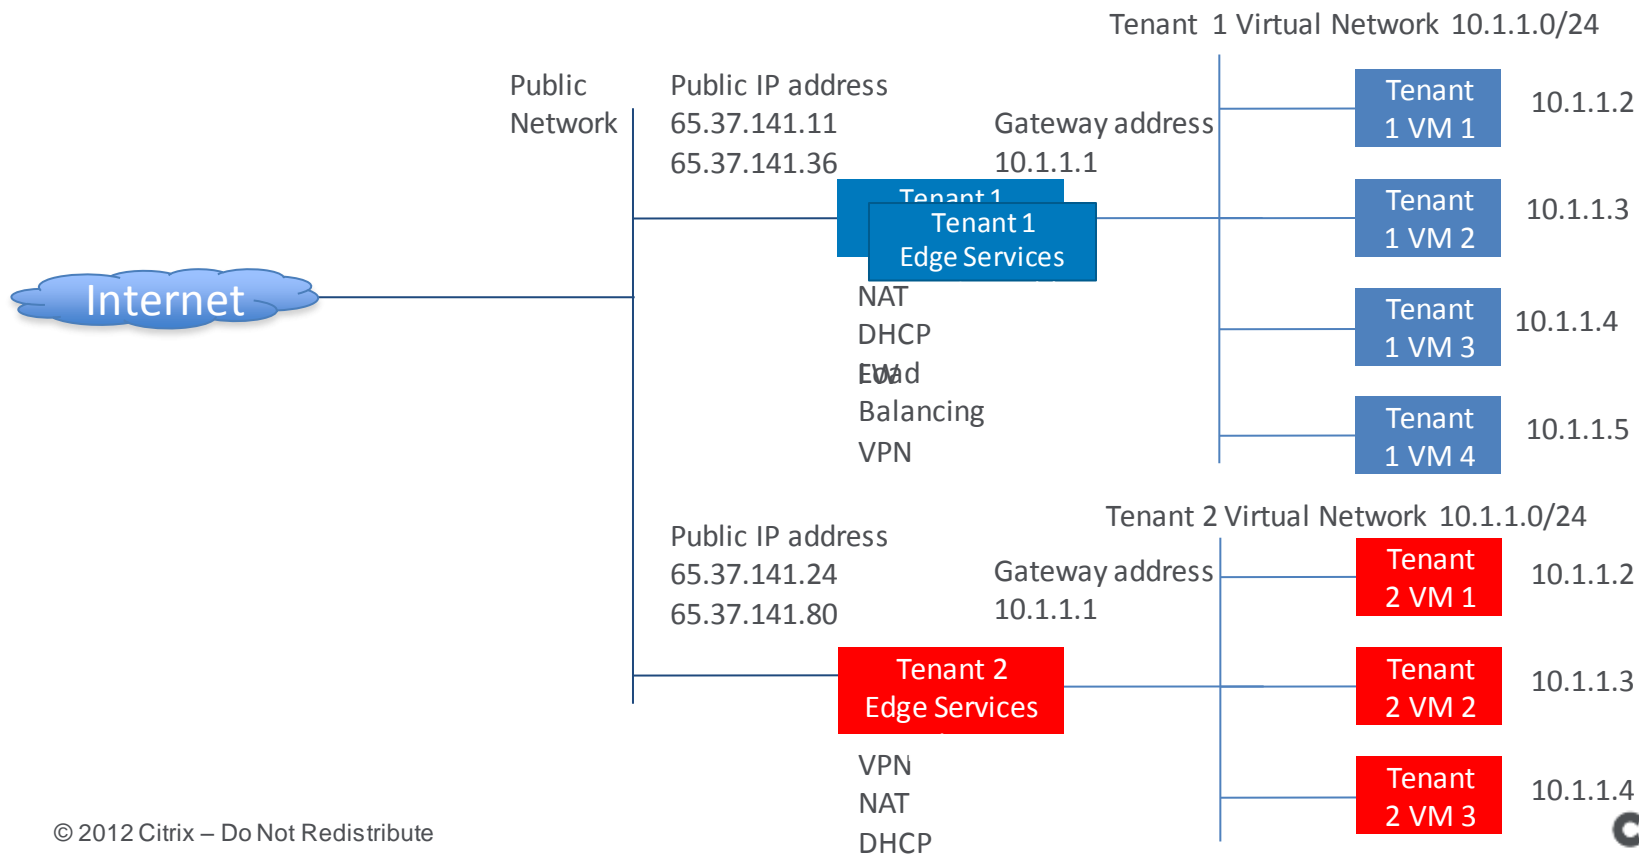 Tenant 1 Virtual Network 10.1.1.0/24
Public
Network
Public IP address
65.37.141.11
65.37.141.36
Gateway address
10.1.1.1
Tenant 1
Tenant 1
Edge Services
NAT
DHCP
FW
Load
Balancing
VPN
Internet
Tenant
1 VM 1
10.1.1.2
Tenant
1 VM 2
10.1.1.3
Tenant
1 VM 3
10.1.1.4
Tenant
1 VM 4
10.1.1.5
Tenant 2 Virtual Network 10.1.1.0/24
Public IP address
65.37.141.24
65.37.141.80
Gateway address
10.1.1.1
Tenant 2
Edge Services
VPN
NAT
DHCP
Tenant
2 VM 1
10.1.1.2
Tenant
2 VM 2
10.1.1.3
Tenant
2 VM 3
10.1.1.4
© 2012 Citrix – Do Not Redistribute